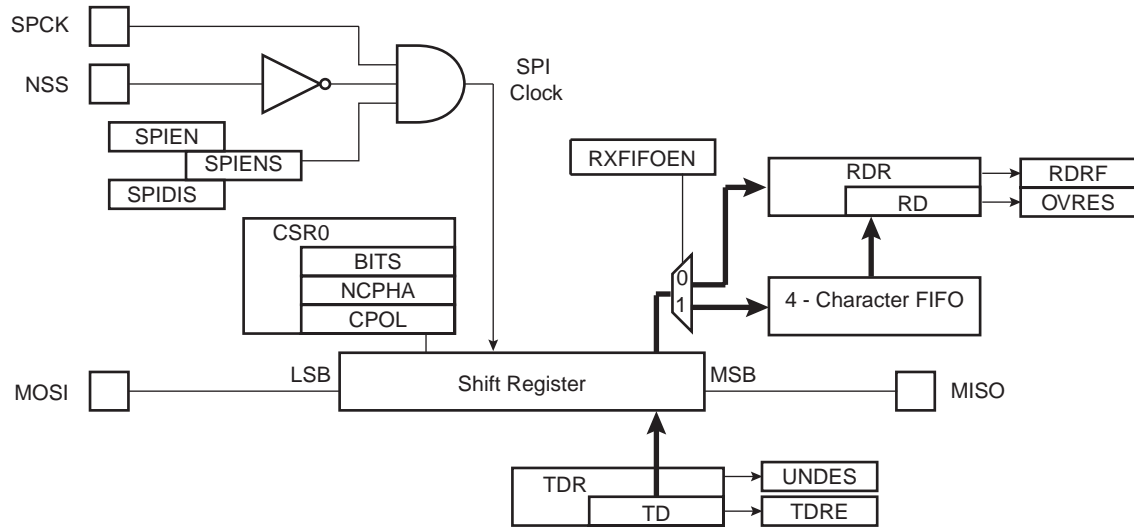 SPCK
NSS
SPI
Clock
SPIEN
SPIENS
SPIDIS
RXFIFOEN
RDR
RD
RDRF
OVRES
CSR0
BITS
NCPHA
CPOL
0
1
4 - Character FIFO
MOSI
LSB
Shift Register
MSB
MISO
TDR
TD
UNDES
TDRE